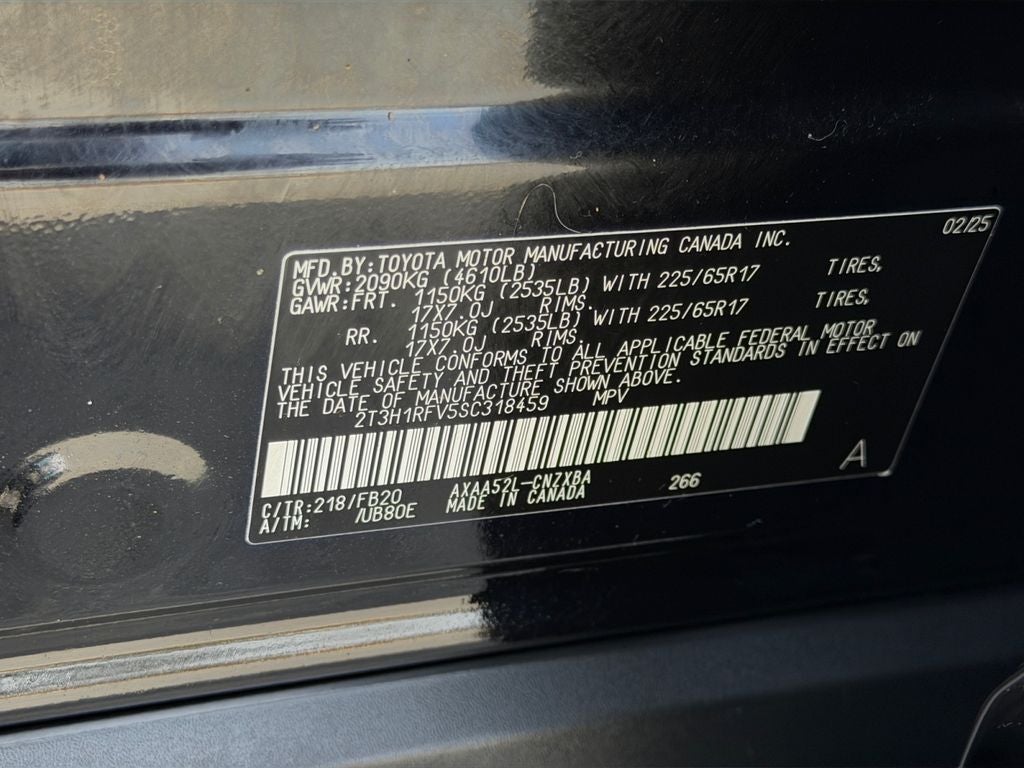 02/25
MFD.BY:TOYOTA MOTOR MANUFACTURING CANADA INC.
GVWR:2090KG (4610LB)
GAWR:FRT. 1150KG (2535LB) WITH 225/65R17 TIRES,
17X7.0J RIMS.
RR. 1150KG (2535LB) WITH 225/65R17 TIRES,
17X7.0J RIMS.
THIS VEHICLE CONFORMS TO ALL APPLICABLE FEDERAL MOTOR
VEHICLE SAFETY AND THEFT PREVENTION STANDARDS IN EFFECT ON
THE DATE OF MANUFACTURE SHOWN ABOVE.
2T3H1RFV5SC318459 MPV
A
C/TR:218/FB20 AXAA52L-CNZXBA 266
A/TM: /UB80E MADE IN CANADA